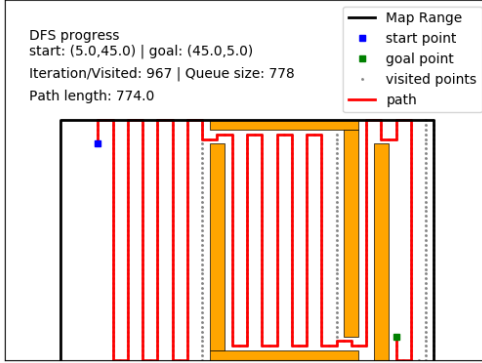 DFS progress
start: (5.0,45.0) | goal: (45.0,5.0)
Iteration/Visited: 967 | Queue size: 778
Path length: 774.0
Map Range
start point
goal point
visited points
path